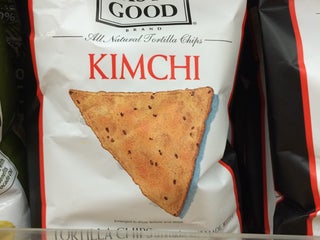 GOOD
BRAND
All Natural Tortilla Chips
KIMCHI
TORTILLA CHIPS